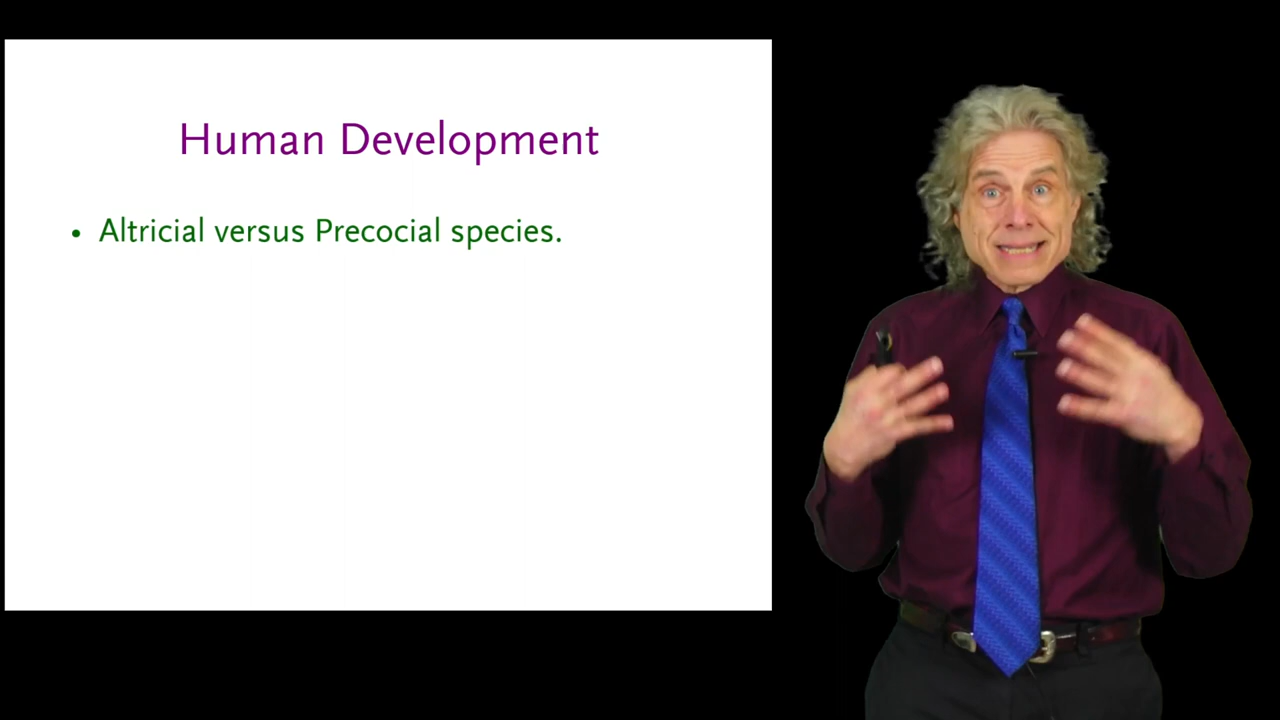 Human Development
• Altricial versus Precocial species.